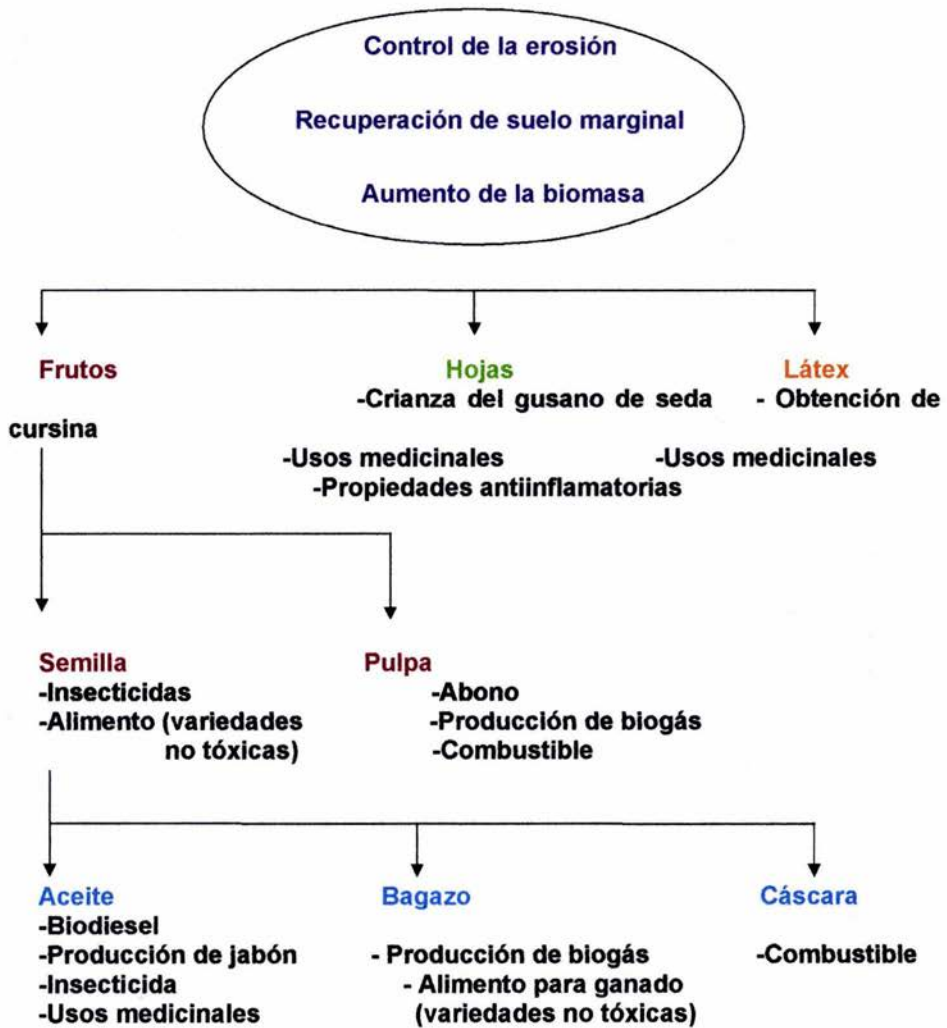 Control de la erosión
Recuperación de suelo marginal
Aumento de la biomasa
Frutos Hojas Látex
-Crianza del gusano de seda - Obtención de
cursina
-Usos medicinales -Usos medicinales
-Propiedades antiinflamatorias
Semilla Pulpa
-Insecticidas -Abono
-Alimento (variedades -Producción de biogás
no tóxicas) -Combustible
Aceite Bagazo Cáscara
-Biodiesel
-Producción de jabón - Producción de biogás -Combustible
-Insecticida - Alimento para ganado
-Usos medicinales (variedades no tóxicas)